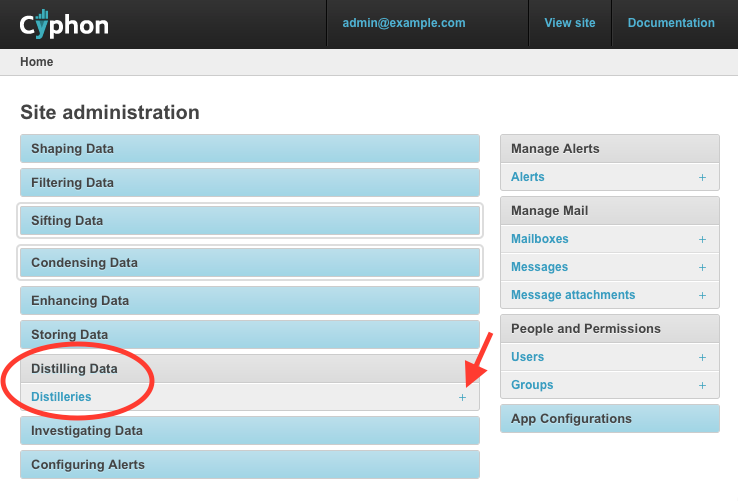 Cyphon
admin@example.com
View site
Documentation
Home
Site administration
Shaping Data
Filtering Data
Sifting Data
Condensing Data
Enhancing Data
Storing Data
Distilling Data
Distilleries +
Investigating Data
Configuring Alerts
Manage Alerts
Alerts +
Manage Mail
Mailboxes +
Messages +
Message attachments +
People and Permissions
Users +
Groups +
App Configurations